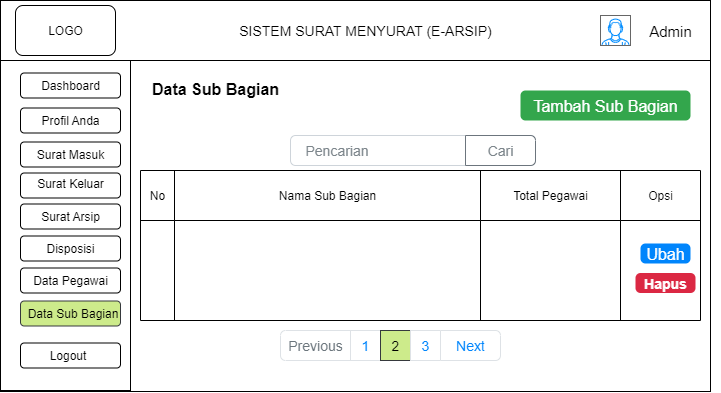 LOGO
SISTEM SURAT MENYURAT (E-ARSIP)
Admin
Dashboard
Profil Anda
Surat Masuk
Surat Keluar
Surat Arsip
Disposisi
Data Pegawai
Data Sub Bagian
Logout
Data Sub Bagian
Tambah Sub Bagian
Pencarian Cari
No Nama Sub Bagian Total Pegawai Opsi
Ubah
Hapus
Previous 1 2 3 Next